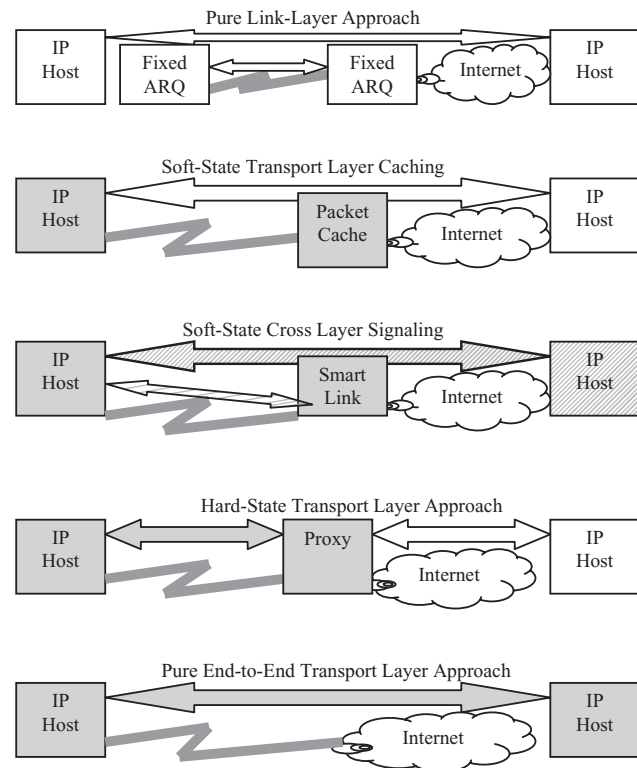 Pure Link-Layer Approach
IP
Host
Fixed
ARQ
Fixed
ARQ
Internet
IP
Host
Soft-State Transport Layer Caching
IP
Host
Packet
Cache
Internet
IP
Host
Soft-State Cross Layer Signaling
IP
Host
Smart
Link
Internet
IP
Host
Hard-State Transport Layer Approach
IP
Host
Proxy
Internet
IP
Host
Pure End-to-End Transport Layer Approach
IP
Host
Internet
IP
Host